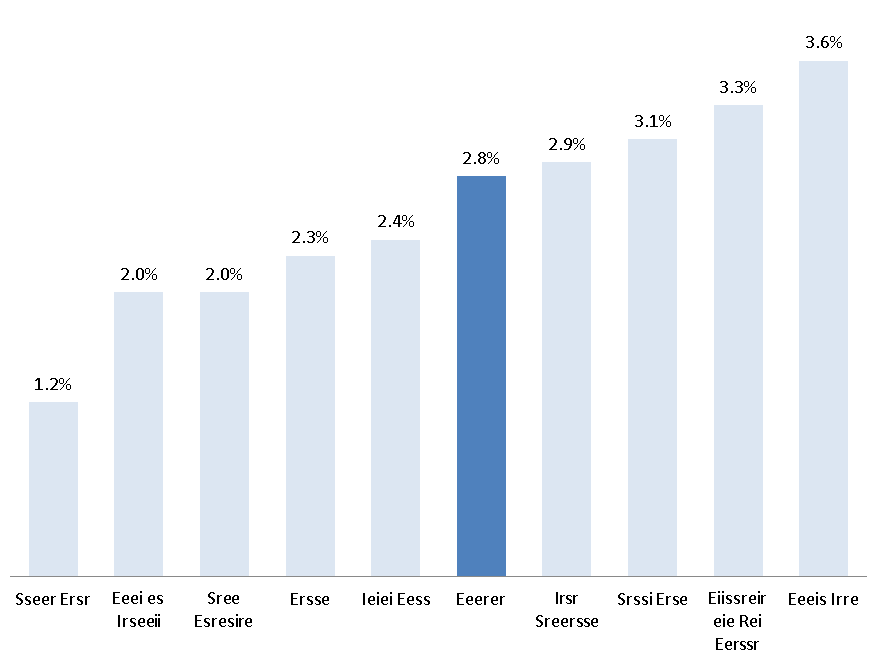 3.6%
3.3%
3.1%
2.9%
2.8%
2.4%
2.3%
2.0%
2.0%
1.2%
Sseer Ersr
Eeei es
Irseeii
Sree
Esresire
Ersse
Ieiei Eess
Eeerer
Irsr
Sreersse
Srssi Erse
Eiissreir
eie Rei
Eerssr
Eeeis Irre